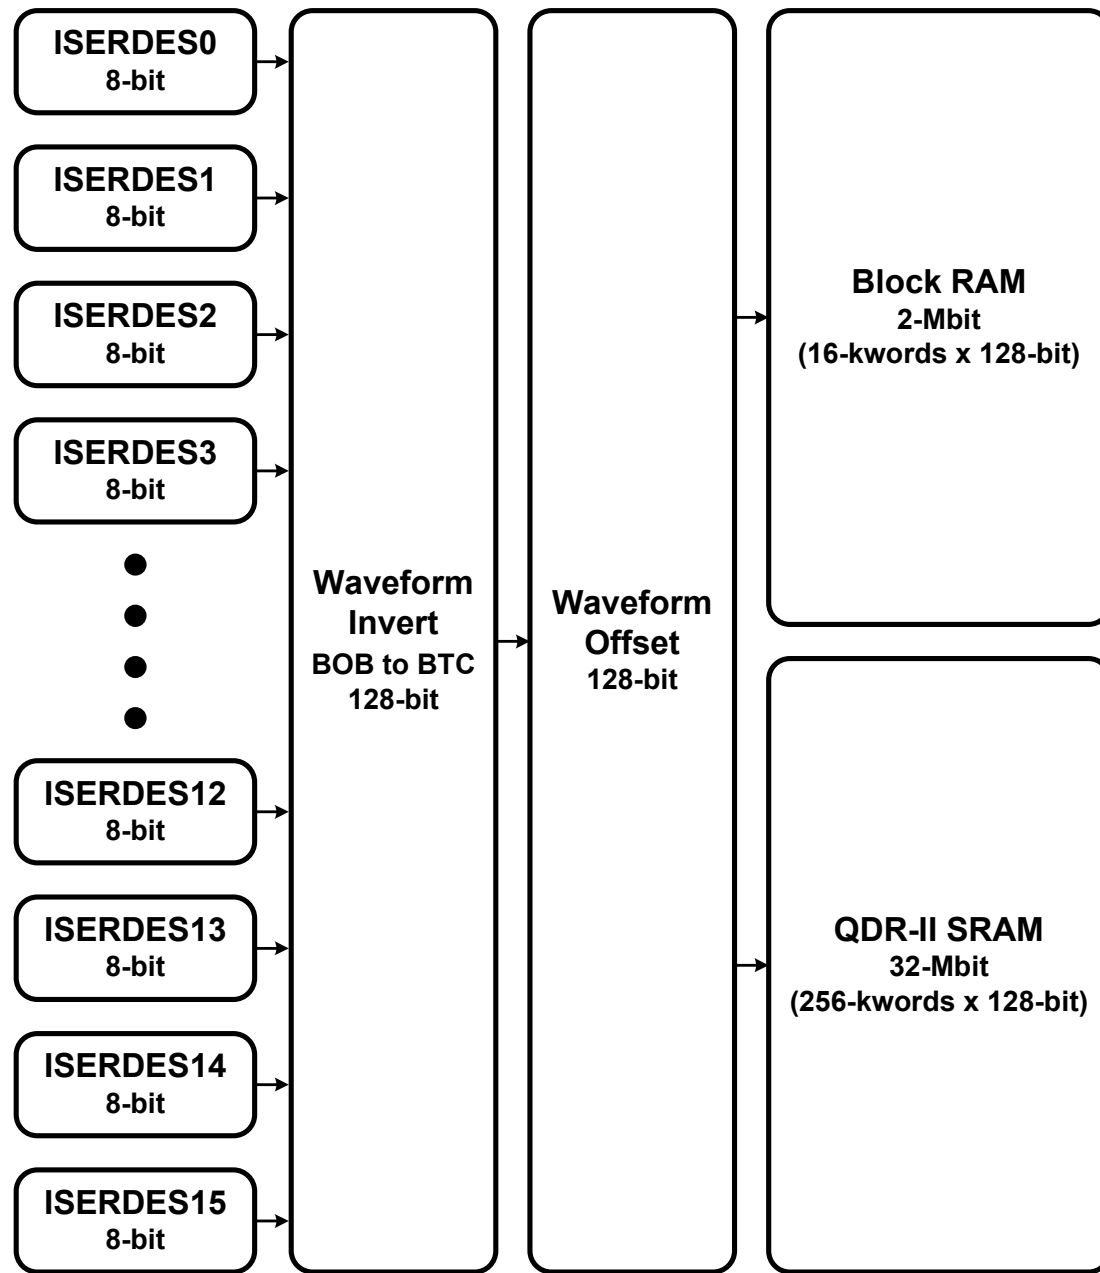 ISERDES0
8-bit
ISERDES1
8-bit
ISERDES2
8-bit
ISERDES3
8-bit
ISERDES12
8-bit
ISERDES13
8-bit
ISERDES14
8-bit
ISERDES15
8-bit
Waveform
Invert
BOB to BTC
128-bit
Waveform
Offset
128-bit
Block RAM
2-Mbit
(16-kwords x 128-bit)
QDR-II SRAM
32-Mbit
(256-kwords x 128-bit)